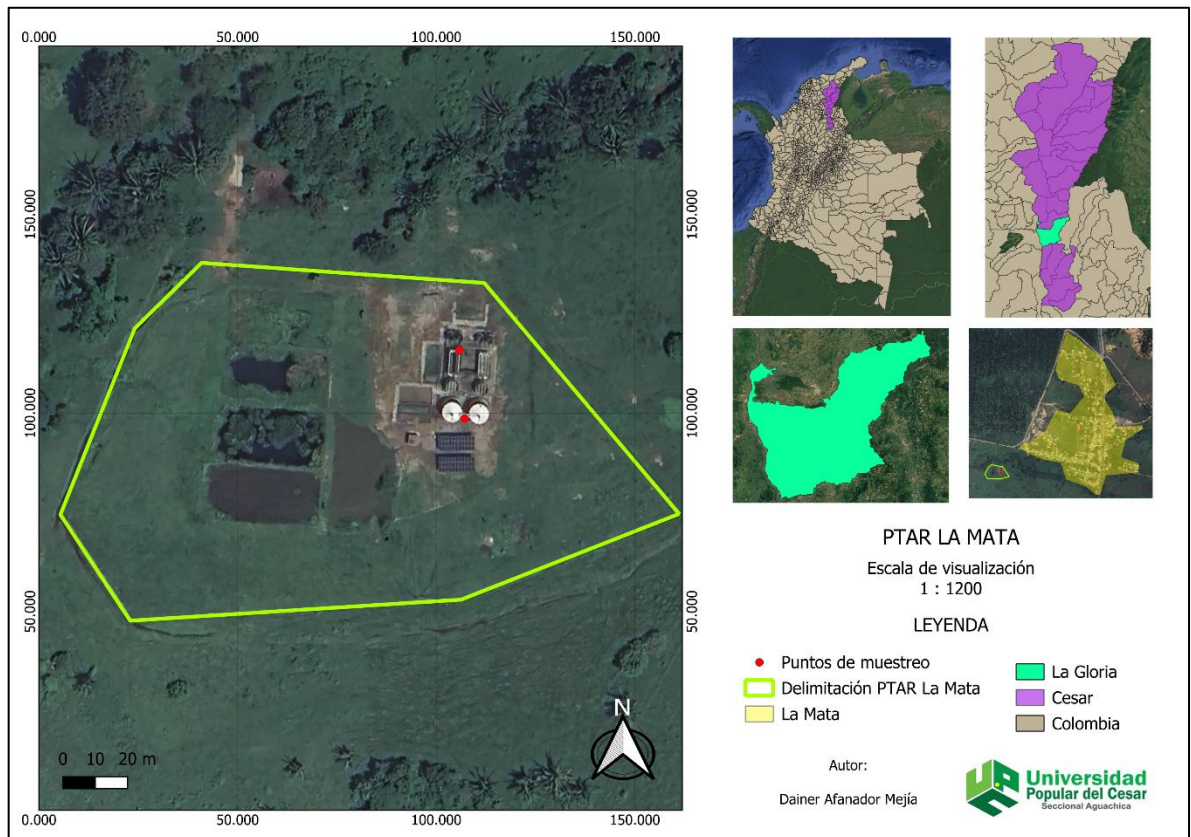 0.000 50.000 100.000 150.000
150.000
150.000
100.000
100.000
50.000
50.000
N
0 10 20 m
0.000 50.000 100.000 150.000
PTAR LA MATA
Escala de visualización
1 : 1200
LEYENDA
Puntos de muestreo
Delimitación PTAR La Mata
La Mata
La Gloria
Cesar
Colombia
Autor:
Dainer Afanador Mejía
UPC
Universidad
Popular del Cesar
Seccional Aguachica